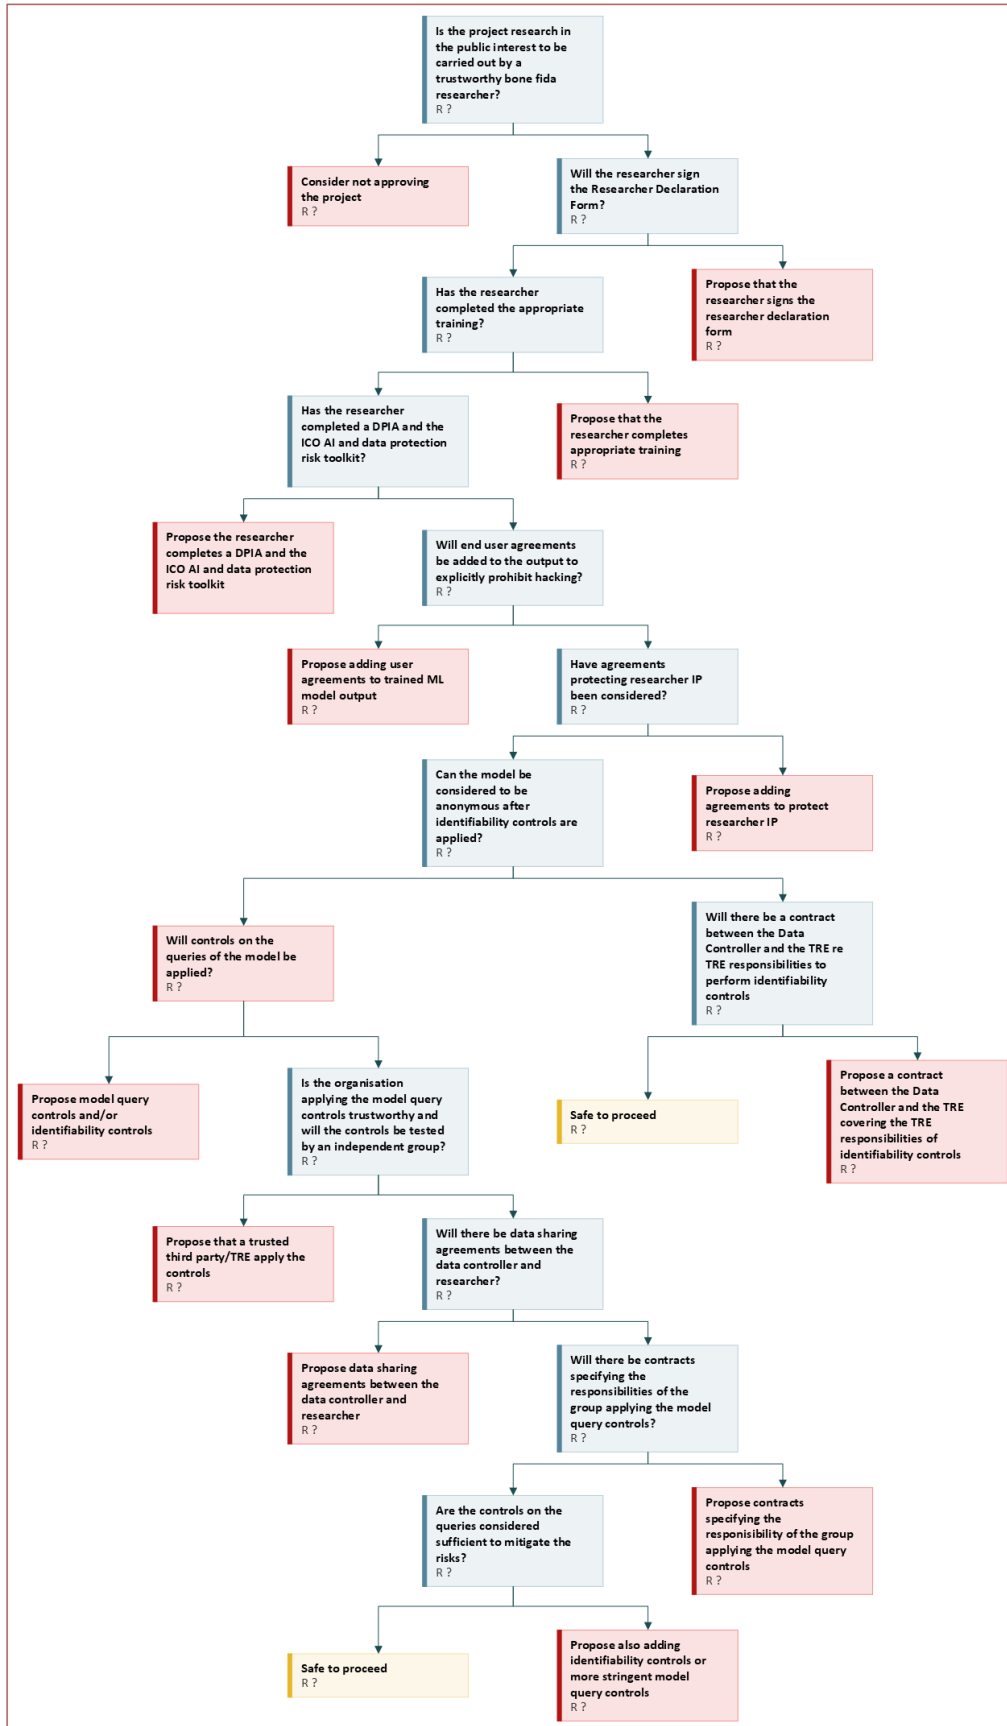 Is the project research in
the public interest to be
carried out by a
trustworthy bone fida
researcher?
R ?
Consider not approving
the project
R ?
Will the researcher sign
the Researcher Declaration
Form?
R ?
Has the researcher
completed the appropriate
training?
R ?
Propose that the
researcher signs the
researcher declaration
form
R ?
Has the researcher
completed a DPIA and the
ICO AI and data protection
risk toolkit?
Propose that the
researcher completes
appropriate training
R ?
Propose the researcher
completes a DPIA and the
ICO AI and data protection
risk toolkit
Will end user agreements
be added to the output to
explicitly prohibit hacking?
R ?
Propose adding user
agreements to trained ML
model output
R ?
Have agreements
protecting researcher IP
been considered?
R ?
Can the model be
considered to be
anonymous after
identifiability controls are
applied?
R ?
Propose adding
agreements to protect
researcher IP
R ?
Will controls on the
queries of the model be
applied?
R ?
Will there be a contract
between the Data
Controller and the TRE re
TRE responsibilities to
perform identifiability
controls
R ?
Propose model query
controls and/or
identifiability controls
R ?
Is the organisation
applying the model query
controls trustworthy and
will the controls be tested
by an independent group?
R ?
Safe to proceed
R ?
Propose a contract
between the Data
Controller and the TRE
covering the TRE
responsibilities of
identifiability controls
R ?
Propose that a trusted
third party/TRE apply the
controls
R ?
Will there be data sharing
agreements between the
data controller and
researcher?
R ?
Propose data sharing
agreements between the
data controller and
researcher
R ?
Will there be contracts
specifying the
responsibilities of the
group applying the model
query controls?
R ?
Are the controls on the
queries considered
sufficient to mitigate the
risks?
R ?
Propose contracts
specifying the
responisibility of the group
applying the model query
controls
R ?
Safe to proceed
R ?
Propose also adding
identifiability controls or
more stringent model
query controls
R ?